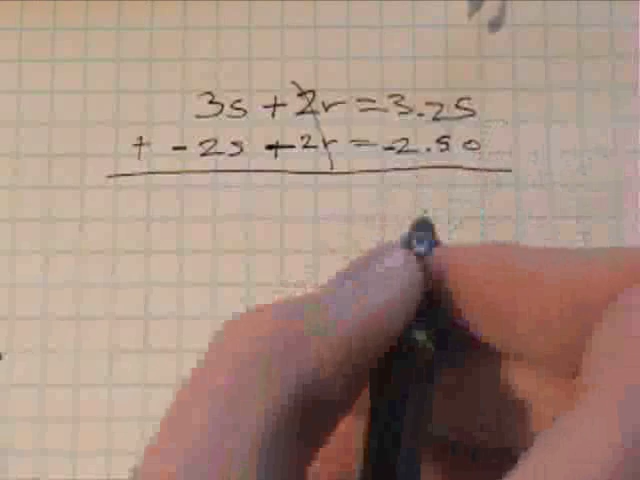 3s + 2r = 3.25
+ - 2s - 2r = -2.50